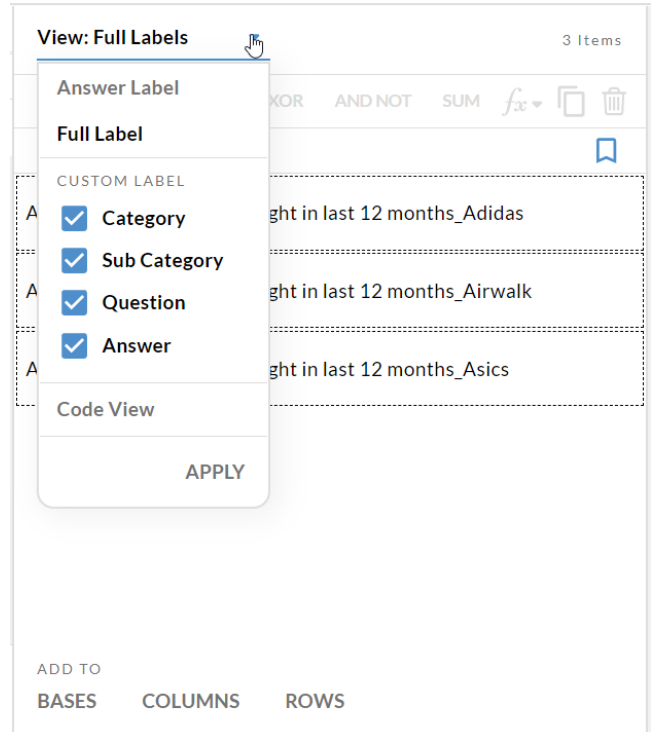 View: Full Labels
3 Items
Answer Label
XOR AND NOT SUM fx
Full Label
CUSTOM LABEL
Category
ght in last 12 months_Adidas
Sub Category
ght in last 12 months_Airwalk
Question
Answer
ght in last 12 months_Asics
Code View
APPLY
ADD TO
BASES COLUMNS ROWS